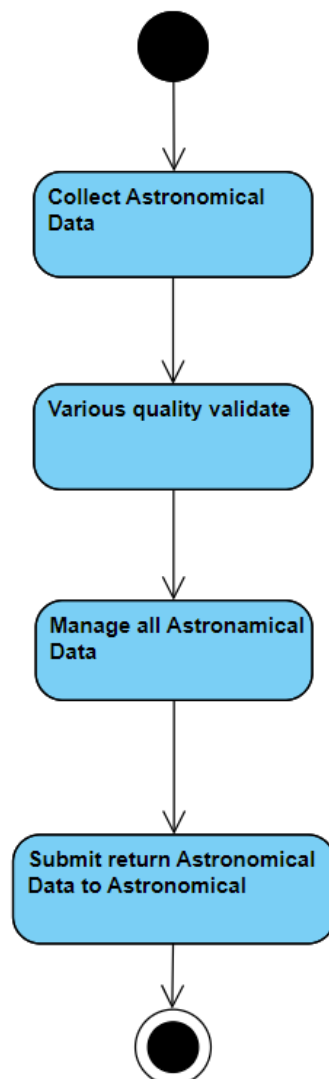 Collect Astronomical
Data
Various quality validate
Manage all Astronamical
Data
Submit return Astronomical
Data to Astronomical